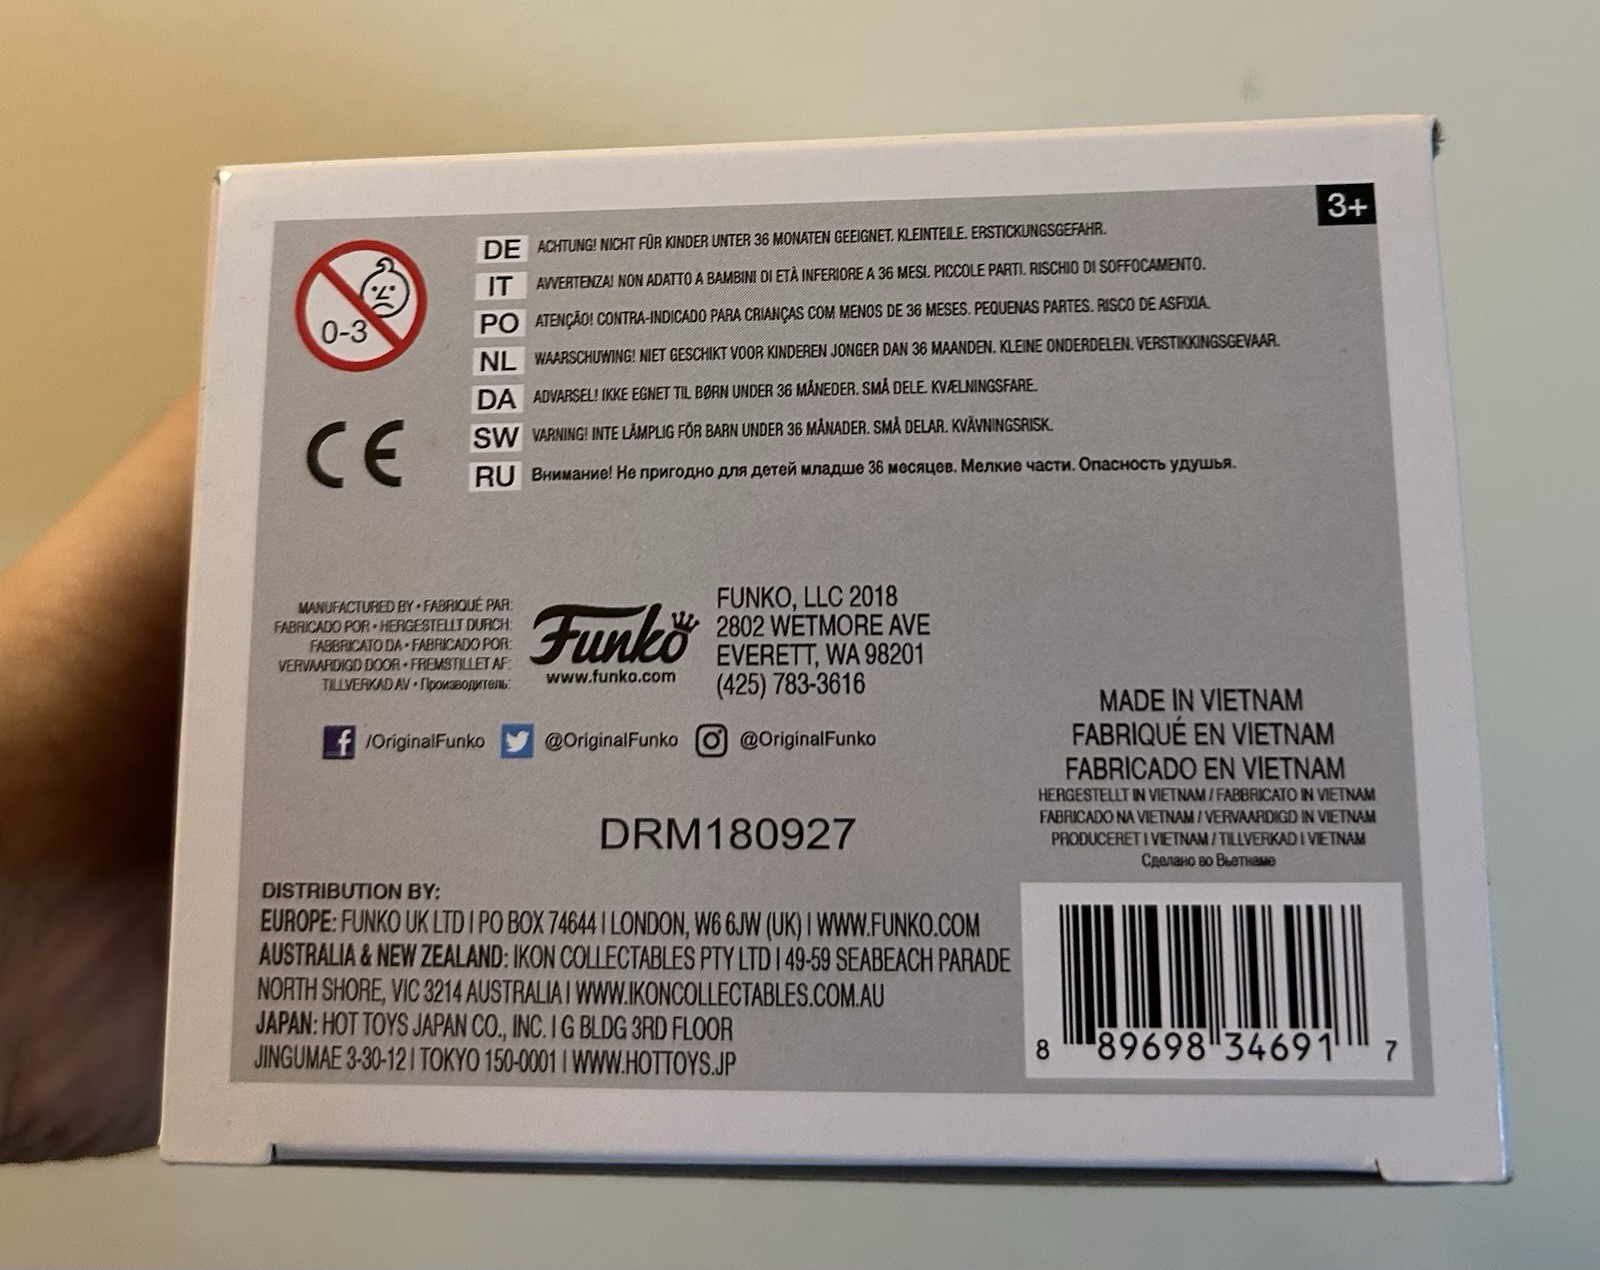 3+
0-3
DE ACHTUNG! NICHT FÜR KINDER UNTER 36 MONATEN GEEIGNET. KLEINTEILE. ERSTICKUNGSGEFAHR.
IT AVVERTENZA! NON ADATTO A BAMBINI DI ETÀ INFERIORE A 36 MESI. PICCOLE PARTI. RISCHIO DI SOFFOCAMENTO.
PO ATENÇÃO! CONTRA-INDICADO PARA CRIANÇAS COM MENOS DE 36 MESES. PEQUENAS PARTES. RISCO DE ASFIXIA.
NL WAARSCHUWING! NIET GESCHIKT VOOR KINDEREN JONGER DAN 36 MAANDEN. KLEINE ONDERDELEN. VERSTIKKINGSGEVAAR.
DA ADVARSEL! IKKE EGNET TIL BØRN UNDER 36 MÅNEDER. SMÅ DELE. KVÆLNINGSFARE.
SW VARNING! INTE LÄMPLIG FÖR BARN UNDER 36 MÅNADER. SMÅ DELAR. KVÄVNINGSRISK.
RU Внимание! Не пригодно для детей младше 36 месяцев. Мелкие части. Опасность удушья.
CE
MANUFACTURED BY • FABRIQUÉ PAR:
FABRICADO POR • HERGESTELLT DURCH:
FABBRICATO DA • FABRICADO POR:
VERVAARDIGD DOOR • FREMSTILLET AF:
TILLVERKAD AV • Производитель:
Funko
www.funko.com
FUNKO, LLC 2018
2802 WETMORE AVE
EVERETT, WA 98201
(425) 783-3616
f /OriginalFunko @OriginalFunko @OriginalFunko
MADE IN VIETNAM
FABRIQUÉ EN VIETNAM
FABRICADO EN VIETNAM
HERGESTELLT IN VIETNAM / FABBRICATO IN VIETNAM
FABRICADO NA VIETNAM / VERVAARDIGD IN VIETNAM
PRODUCERET I VIETNAM / TILLVERKAD I VIETNAM
Сделано во Вьетнаме
DRM180927
DISTRIBUTION BY:
EUROPE: FUNKO UK LTD | PO BOX 74644 | LONDON, W6 6JW (UK) | WWW.FUNKO.COM
AUSTRALIA & NEW ZEALAND: IKON COLLECTABLES PTY LTD | 49-59 SEABEACH PARADE
NORTH SHORE, VIC 3214 AUSTRALIA | WWW.IKONCOLLECTABLES.COM.AU
JAPAN: HOT TOYS JAPAN CO., INC. | G BLDG 3RD FLOOR
JINGUMAE 3-30-12 | TOKYO 150-0001 | WWW.HOTTOYS.JP
8 89698 34691 7